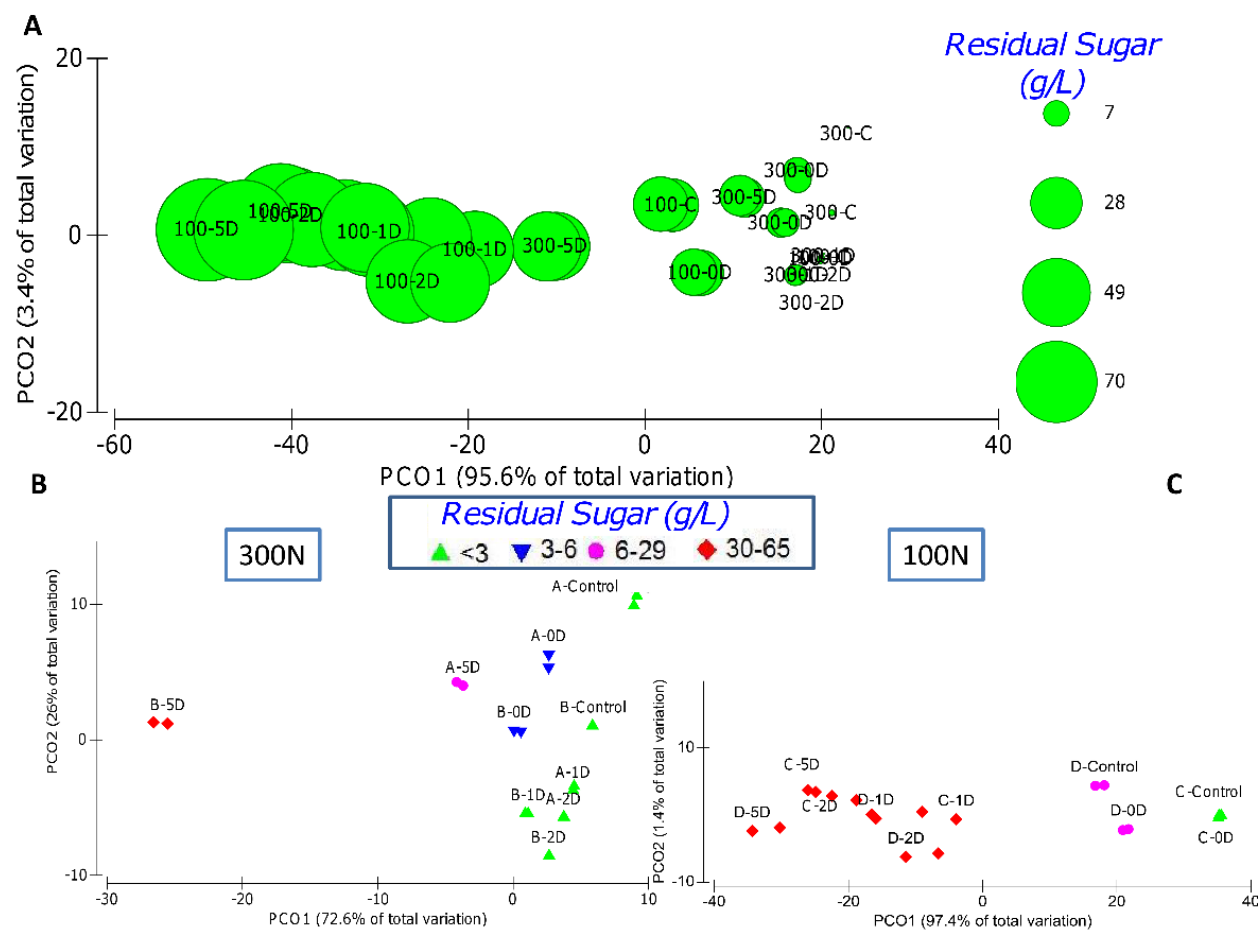 A
Residual Sugar
(g/L)
7
28
49
70
20
0
-20
PCO2 (3.4% of total variation)
300-C
300-0D
300-5D
100-C
300-C
300-0D
100-5D
100-5D
100-2D
100-1D
100-1D
300-5D
100-2D
100-0D
300-2D
-60
-40
-20
0
20
40
PCO1 (95.6% of total variation)
B
C
Residual Sugar (g/L)
<3
3-6
6-29
30-65
300N
100N
10
0
-10
PCO2 (26% of total variation)
A-Control
A-0D
A-5D
B-5D
B-0D
B-Control
A-1D
B-1D
A-2D
B-2D
-30
-20
-10
0
10
PCO1 (72.6% of total variation)
10
-10
PCO2 (1.4% of total variation)
C-5D
D-Control
C-2D
D-1D
C-1D
C-Control
D-5D
D-0D
D-2D
C-0D
-40
-20
0
20
40
PCO1 (97.4% of total variation)